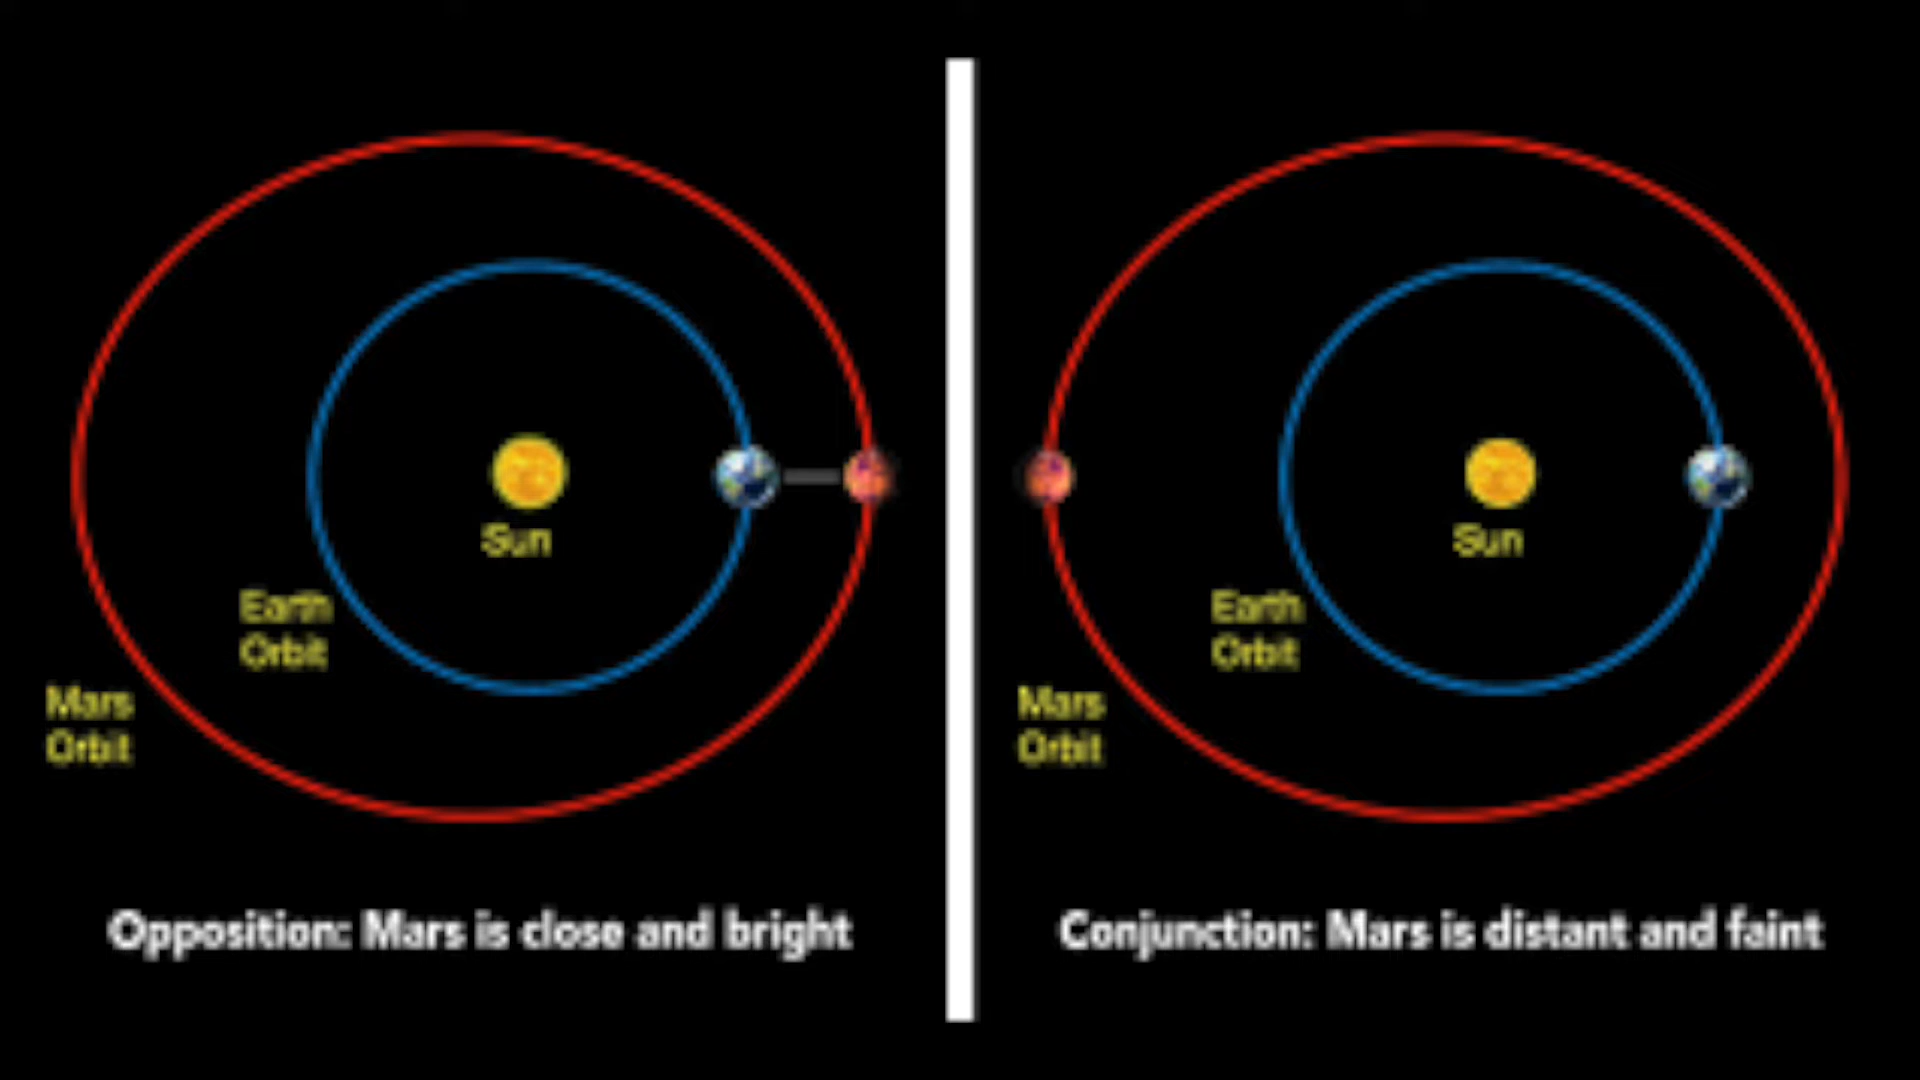 Sun
Earth
Orbit
Mars
Orbit
Opposition: Mars is close and bright
Sun
Earth
Orbit
Mars
Orbit
Conjunction: Mars is distant and faint